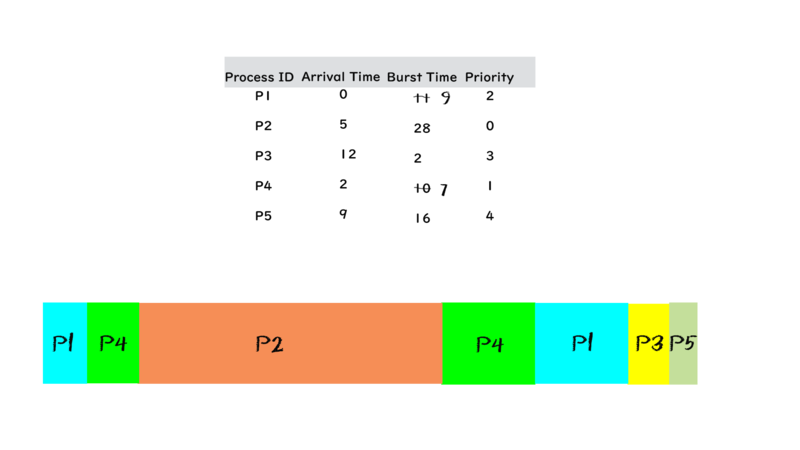 Process ID Arrival Time Burst Time Priority
P1 0 11 9 2
P2 5 28 0
P3 12 2 3
P4 2 10 7 1
P5 9 16 4
P1 P4 P2 P4 P1 P3 P5